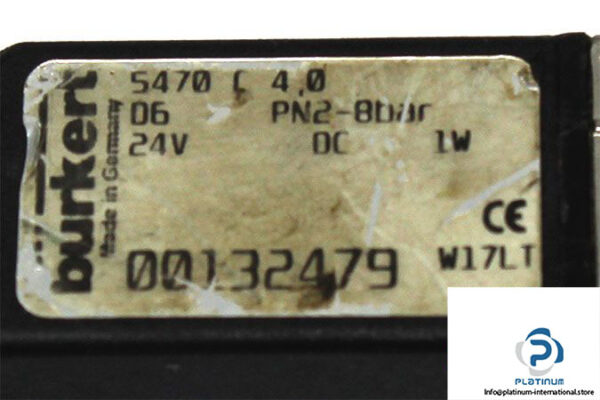 5470 C 4,0
D6 PN2-8bar
24V DC 1W
burkert
Made in Germany
CE
00132479 W17LT
PLATINUM
Info@platinum-international.store